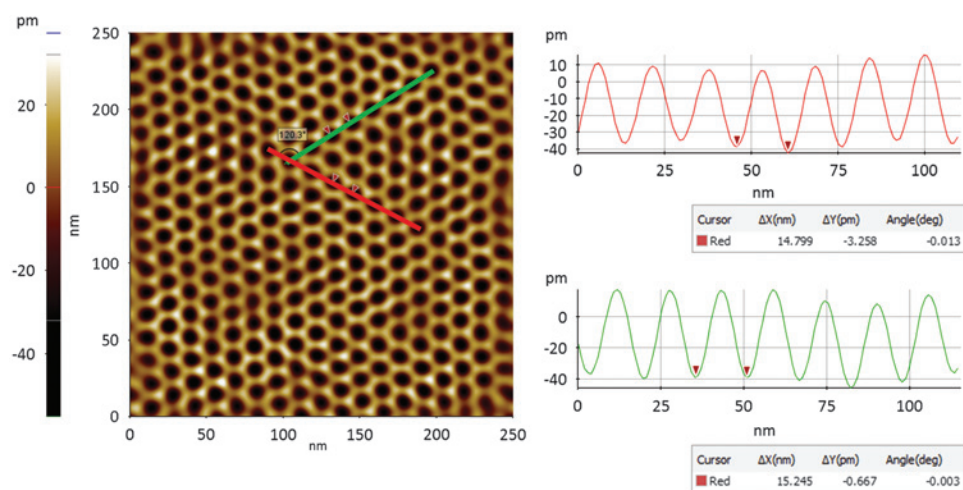 pm
20
0
-20
-40
nm
250
200
150
100
50
0
120.3°
0 50 100 150 200 250
nm
pm
10
0
-10
-20
-30
-40
0 25 50 75 100
nm
Cursor ΔX(nm) ΔY(pm) Angle(deg)
Red 14.799 -3.258 -0.013
pm
0
-20
-40
0 25 50 75 100
nm
Cursor ΔX(nm) ΔY(pm) Angle(deg)
Red 15.245 -0.667 -0.003